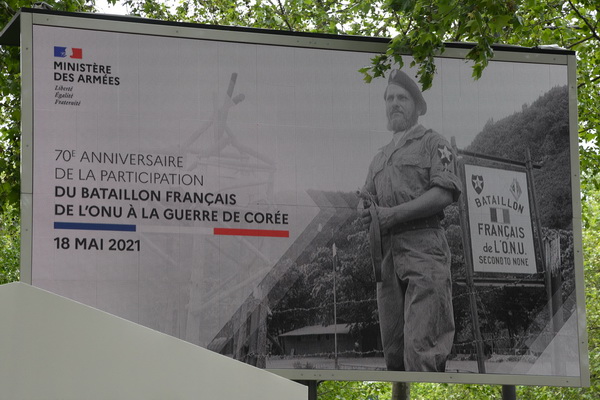 MINISTÈRE
DES ARMÉES
Liberté
Égalité
Fraternité
70E ANNIVERSAIRE
DE LA PARTICIPATION
DU BATAILLON FRANÇAIS
DE L'ONU À LA GUERRE DE CORÉE
18 MAI 2021
BATAILLON
FRANÇAIS
de L'O.N.U.
SECOND TO NONE